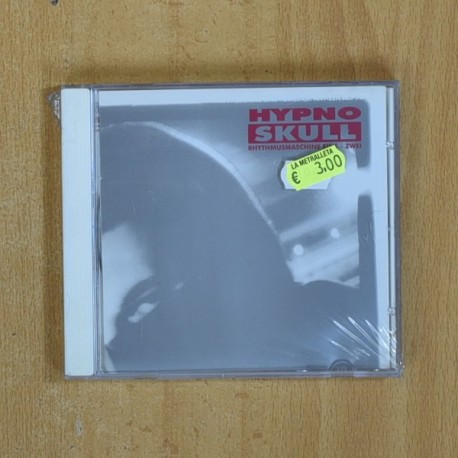 HYPNO
SKULL
RHYTHMUSMASCHINE ZWEI
LA METRALLETA
€ 3,00